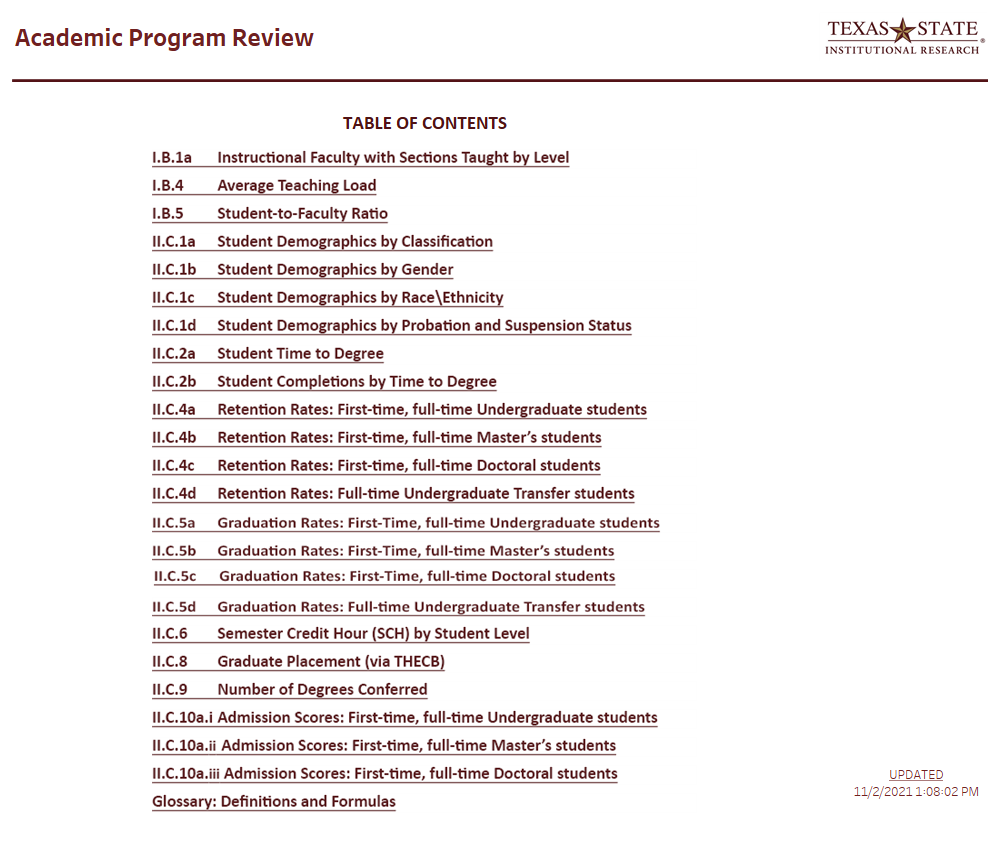 Academic Program Review
TEXAS STATE®
INSTITUTIONAL RESEARCH
TABLE OF CONTENTS
I.B.1a Instructional Faculty with Sections Taught by Level
I.B.4 Average Teaching Load
I.B.5 Student-to-Faculty Ratio
II.C.1a Student Demographics by Classification
II.C.1b Student Demographics by Gender
II.C.1c Student Demographics by Race\Ethnicity
II.C.1d Student Demographics by Probation and Suspension Status
II.C.2a Student Time to Degree
II.C.2b Student Completions by Time to Degree
II.C.4a Retention Rates: First-time, full-time Undergraduate students
II.C.4b Retention Rates: First-time, full-time Master’s students
II.C.4c Retention Rates: First-time, full-time Doctoral students
II.C.4d Retention Rates: Full-time Undergraduate Transfer students
II.C.5a Graduation Rates: First-Time, full-time Undergraduate students
II.C.5b Graduation Rates: First-Time, full-time Master’s students
II.C.5c Graduation Rates: First-Time, full-time Doctoral students
II.C.5d Graduation Rates: Full-time Undergraduate Transfer students
II.C.6 Semester Credit Hour (SCH) by Student Level
II.C.8 Graduate Placement (via THECB)
II.C.9 Number of Degrees Conferred
II.C.10a.i Admission Scores: First-time, full-time Undergraduate students
II.C.10a.ii Admission Scores: First-time, full-time Master’s students
II.C.10a.iii Admission Scores: First-time, full-time Doctoral students
Glossary: Definitions and Formulas
UPDATED
11/2/2021 1:08:02 PM